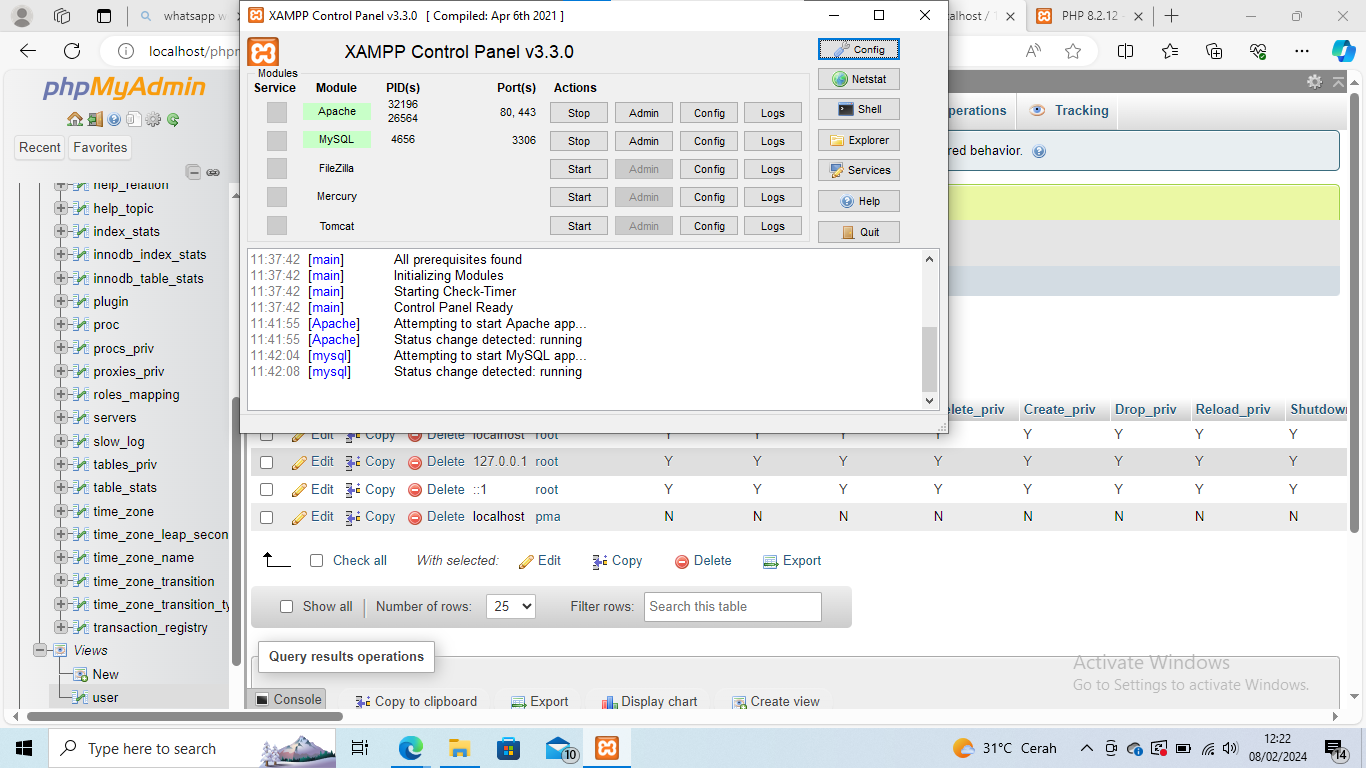 whatsapp w
XAMPP Control Panel v3.3.0 [ Compiled: Apr 6th 2021 ]
alhost / 1
PHP 8.2.12 -
localhost/phpr
phpMyAdmin
Recent
Favorites
help_relation
help_topic
index_stats
innodb_index_stats
innodb_table_stats
plugin
proc
procs_priv
proxies_priv
roles_mapping
servers
slow_log
tables_priv
table_stats
time_zone
time_zone_leap_secon
time_zone_name
time_zone_transition
time_zone_transition_ty
transaction_registry
Views
New
user
XAMPP Control Panel v3.3.0
Modules
Service Module PID(s) Port(s) Actions
Apache 32196 26564 80, 443 Stop Admin Config Logs
MySQL 4656 3306 Stop Admin Config Logs
FileZilla Start Admin Config Logs
Mercury Start Admin Config Logs
Tomcat Start Admin Config Logs
Config
Netstat
Shell
Explorer
Services
Help
Quit
11:37:42 [main] All prerequisites found
11:37:42 [main] Initializing Modules
11:37:42 [main] Starting Check-Timer
11:37:42 [main] Control Panel Ready
11:41:55 [Apache] Attempting to start Apache app...
11:41:55 [Apache] Status change detected: running
11:42:04 [mysql] Attempting to start MySQL app...
11:42:08 [mysql] Status change detected: running
perations Tracking
red behavior.
elete_priv Create_priv Drop_priv Reload_priv Shutdown
Edit Copy Delete localhost root Y Y Y Y Y Y Y Y
Edit Copy Delete 127.0.0.1 root Y Y Y Y Y Y Y Y
Edit Copy Delete ::1 root Y Y Y Y Y Y Y Y
Edit Copy Delete localhost pma N N N N N N N N
Check all With selected: Edit Copy Delete Export
Show all Number of rows: 25 Filter rows: Search this table
Query results operations
Console Copy to clipboard Export Display chart Create view
Activate Windows
Go to Settings to activate Windows.
Type here to search
10
31°C Cerah
12:22
08/02/2024
14